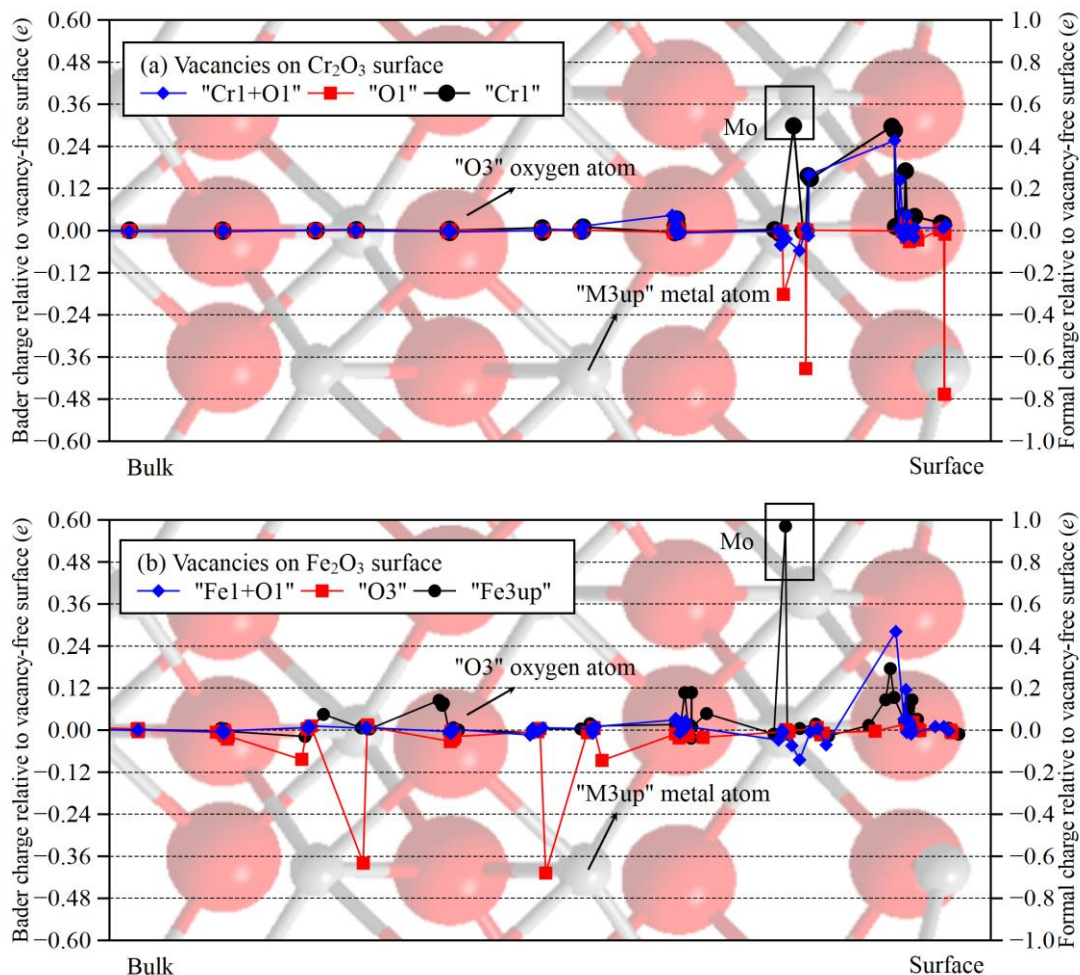 Bader charge relative to vacancy-free surface (e)
Formal charge relative to vacancy-free surface (e)
0.60
0.48
0.36
0.24
0.12
0.00
−0.12
−0.24
−0.36
−0.48
−0.60
1.0
0.8
0.6
0.4
0.2
0.0
−0.2
−0.4
−0.6
−0.8
−1.0
(a) Vacancies on Cr₂O₃ surface
"Cr1+O1" "O1" "Cr1"
Mo
"O3" oxygen atom
"M3up" metal atom
Bulk
Surface
Bader charge relative to vacancy-free surface (e)
Formal charge relative to vacancy-free surface (e)
0.60
0.48
0.36
0.24
0.12
0.00
−0.12
−0.24
−0.36
−0.48
−0.60
1.0
0.8
0.6
0.4
0.2
0.0
−0.2
−0.4
−0.6
−0.8
−1.0
(b) Vacancies on Fe₂O₃ surface
"Fe1+O1" "O3" "Fe3up"
Mo
"O3" oxygen atom
"M3up" metal atom
Bulk
Surface